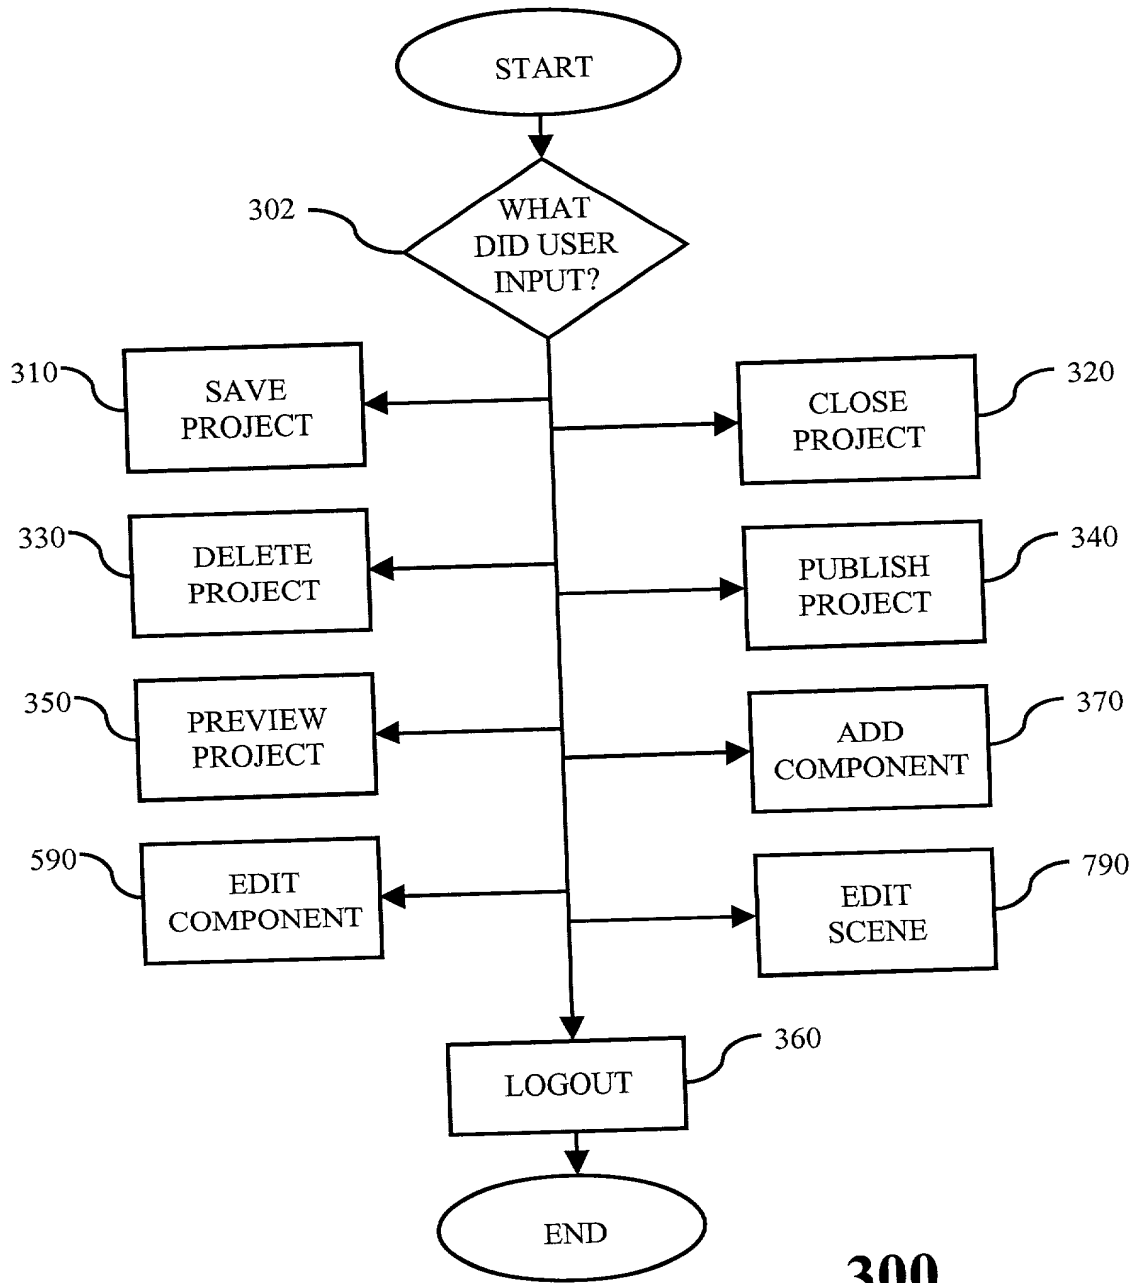 START
302
WHAT
DID USER
INPUT?
310
SAVE
PROJECT
CLOSE
PROJECT
320
330
DELETE
PROJECT
PUBLISH
PROJECT
340
350
PREVIEW
PROJECT
ADD
COMPONENT
370
590
EDIT
COMPONENT
EDIT
SCENE
790
LOGOUT
360
END
300